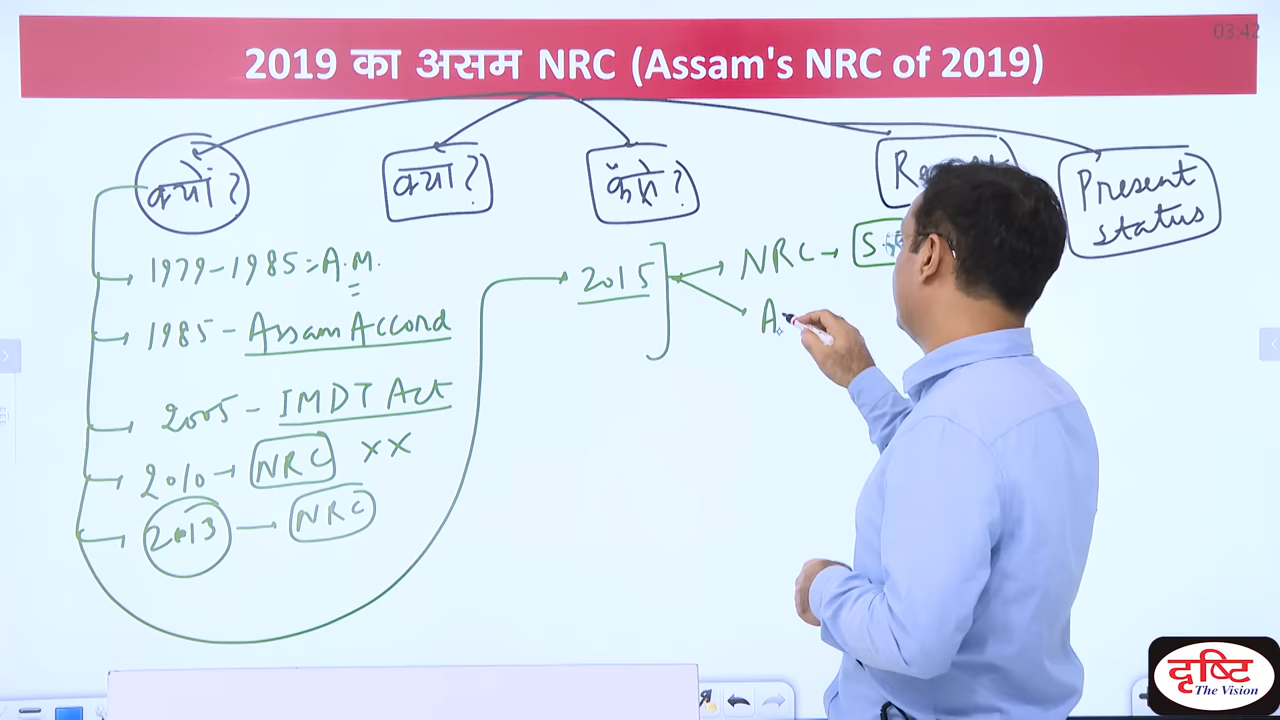 03:42
2019 का असम NRC (Assam's NRC of 2019)
क्यों ?
क्या ?
कैसे ?
Present
status
1979-1985 = A.M.
1985 - Assam Accord
2005 - IMDT Act
2010 → NRC XX
2013 — NRC
2015
NRC → S
A
दृष्टि
The Vision